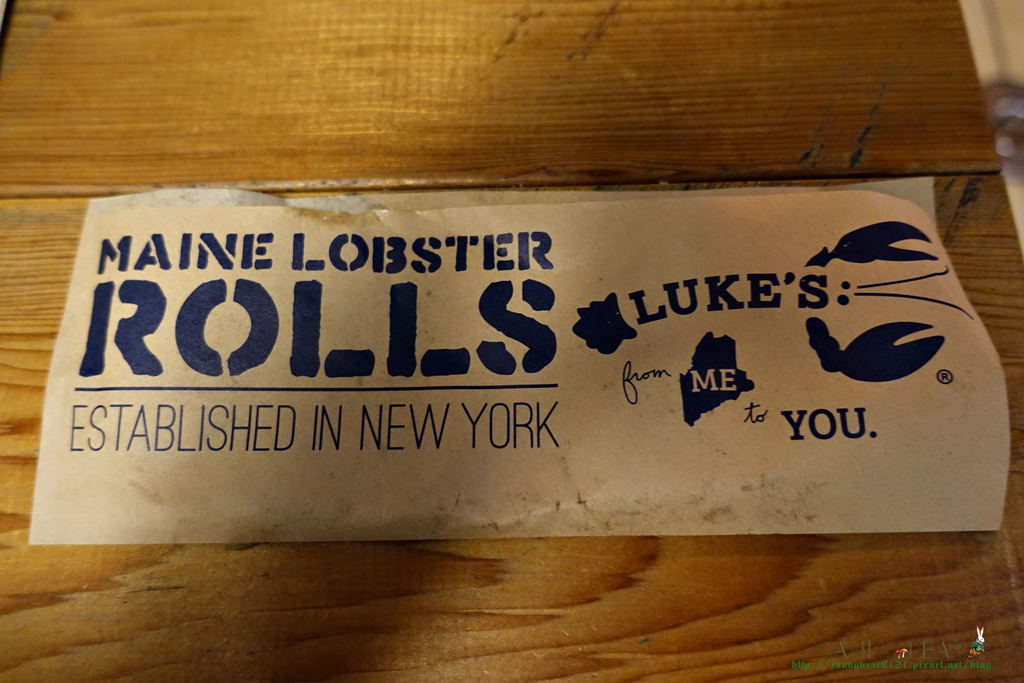 MAINE LOBSTER
ROLLS
ESTABLISHED IN NEW YORK
LUKE'S:
from ME to YOU.
®